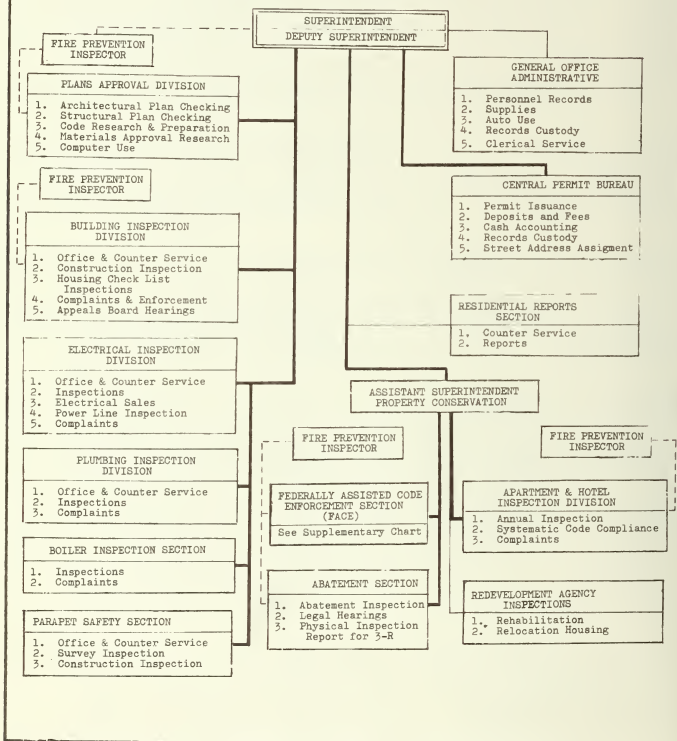 SUPERINTENDENT
DEPUTY SUPERINTENDENT
FIRE PREVENTION
INSPECTOR
PLANS APPROVAL DIVISION
1. Architectural Plan Checking
2. Structural Plan Checking
3. Code Research & Preparation
4. Materials Approval Research
5. Computer Use
GENERAL OFFICE
ADMINISTRATIVE
1. Personnel Records
2. Supplies
3. Auto Use
4. Records Custody
5. Clerical Service
FIRE PREVENTION
INSPECTOR
BUILDING INSPECTION
DIVISION
1. Office & Counter Service
2. Construction Inspection
3. Housing Check List
Inspections
4. Complaints & Enforcement
5. Appeals Board Hearings
CENTRAL PERMIT BUREAU
1. Permit Issuance
2. Deposits and Fees
3. Cash Accounting
4. Records Custody
5. Street Address Assigment
RESIDENTIAL REPORTS
SECTION
1. Counter Service
2. Reports
ELECTRICAL INSPECTION
DIVISION
1. Office & Counter Service
2. Inspections
3. Electrical Sales
4. Power Line Inspection
5. Complaints
ASSISTANT SUPERINTENDENT
PROPERTY CONSERVATION
PLUMBING INSPECTION
DIVISION
1. Office & Counter Service
2. Inspections
3. Complaints
FIRE PREVENTION
INSPECTOR
FIRE PREVENTION
INSPECTOR
FEDERALLY ASSISTED CODE
ENFORCEMENT SECTION
(FACE)
See Supplementary Chart
APARTMENT & HOTEL
INSPECTION DIVISION
1. Annual Inspection
2. Systematic Code Compliance
3. Complaints
BOILER INSPECTION SECTION
1. Inspections
2. Complaints
ABATEMENT SECTION
1. Abatement Inspection
2. Legal Hearings
3. Physical Inspection
Report for 3-R
REDEVELOPMENT AGENCY
INSPECTIONS
1. Rehabilitation
2. Relocation Housing
PARAPET SAFETY SECTION
1. Office & Counter Service
2. Survey Inspection
3. Construction Inspection